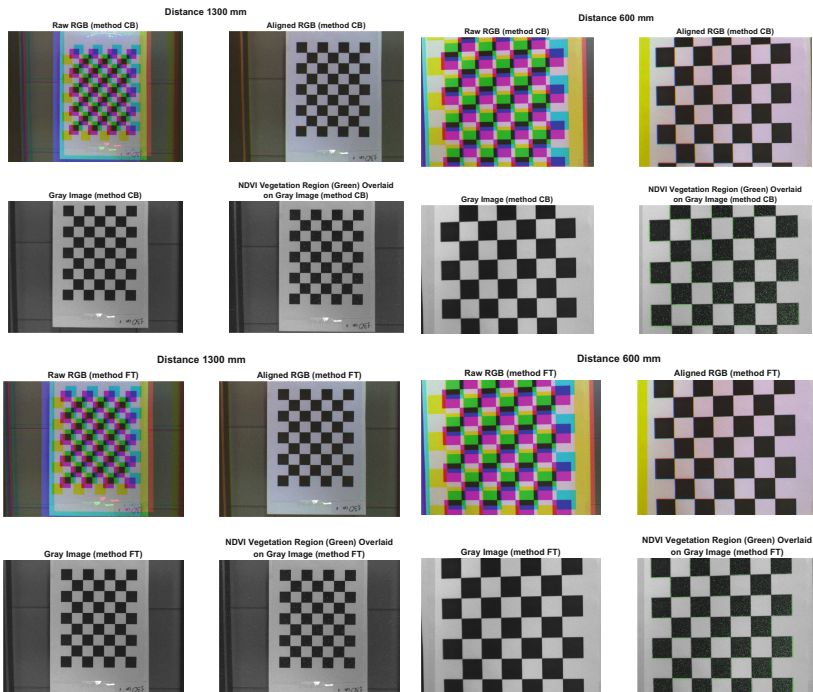 Distance 1300 mm
Raw RGB (method CB)
Aligned RGB (method CB)
Gray Image (method CB)
NDVI Vegetation Region (Green) Overlaid
on Gray Image (method CB)
Distance 600 mm
Raw RGB (method CB)
Aligned RGB (method CB)
Gray Image (method CB)
NDVI Vegetation Region (Green) Overlaid
on Gray Image (method CB)
Distance 1300 mm
Raw RGB (method FT)
Aligned RGB (method FT)
Gray Image (method FT)
NDVI Vegetation Region (Green) Overlaid
on Gray Image (method FT)
Distance 600 mm
Raw RGB (method FT)
Aligned RGB (method FT)
Gray Image (method FT)
NDVI Vegetation Region (Green) Overlaid
on Gray Image (method FT)